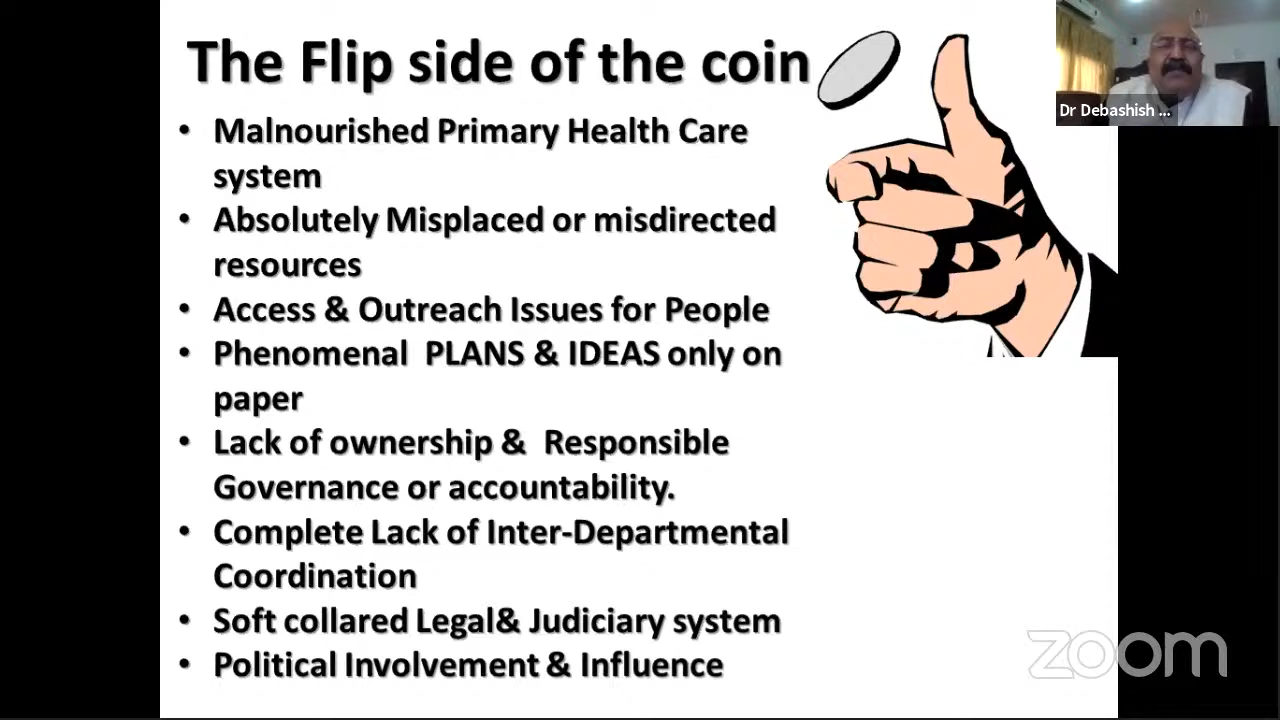 The Flip side of the coin
Dr Debashish ...
• Malnourished Primary Health Care
system
• Absolutely Misplaced or misdirected
resources
• Access & Outreach Issues for People
• Phenomenal  PLANS & IDEAS only on
paper
• Lack of ownership &  Responsible
Governance or accountability.
• Complete Lack of Inter-Departmental
Coordination
• Soft collared Legal& Judiciary system
• Political Involvement & Influence
zoom